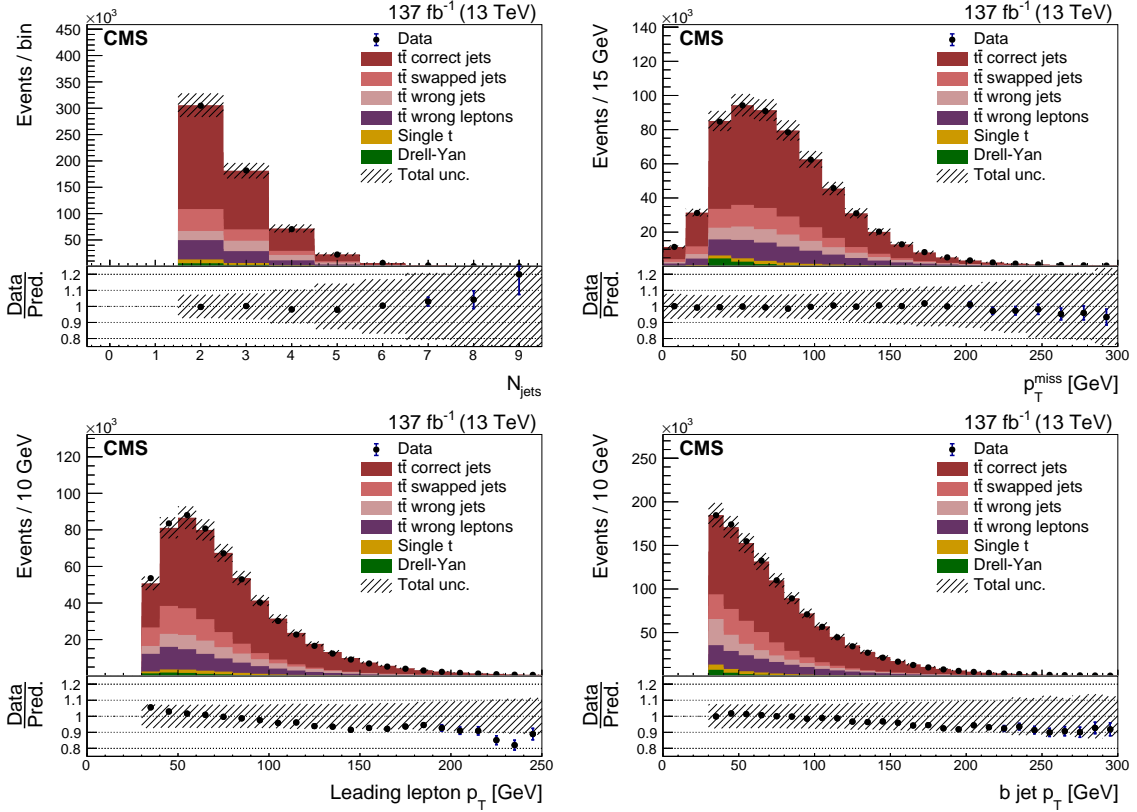 137 fb⁻¹ (13 TeV)
×10³
CMS
Events / bin
450
400
350
300
250
200
150
100
50
Data
tt̄ correct jets
tt̄ swapped jets
tt̄ wrong jets
tt̄ wrong leptons
Single t
Drell-Yan
Total unc.
Data
Pred.
1.2
1.1
1.0
0.9
0.8
0 1 2 3 4 5 6 7 8 9
N_jets
137 fb⁻¹ (13 TeV)
×10³
CMS
Events / 15 GeV
140
120
100
80
60
40
20
Data
tt̄ correct jets
tt̄ swapped jets
tt̄ wrong jets
tt̄ wrong leptons
Single t
Drell-Yan
Total unc.
Data
Pred.
1.2
1.1
1.0
0.9
0.8
0 50 100 150 200 250 300
p_T^miss [GeV]
137 fb⁻¹ (13 TeV)
×10³
CMS
Events / 10 GeV
120
100
80
60
40
20
Data
tt̄ correct jets
tt̄ swapped jets
tt̄ wrong jets
tt̄ wrong leptons
Single t
Drell-Yan
Total unc.
Data
Pred.
1.2
1.1
1.0
0.9
0.8
0 50 100 150 200 250
Leading lepton p_T [GeV]
137 fb⁻¹ (13 TeV)
×10³
CMS
Events / 10 GeV
250
200
150
100
50
Data
tt̄ correct jets
tt̄ swapped jets
tt̄ wrong jets
tt̄ wrong leptons
Single t
Drell-Yan
Total unc.
Data
Pred.
1.2
1.1
1.0
0.9
0.8
0 50 100 150 200 250 300
b jet p_T [GeV]